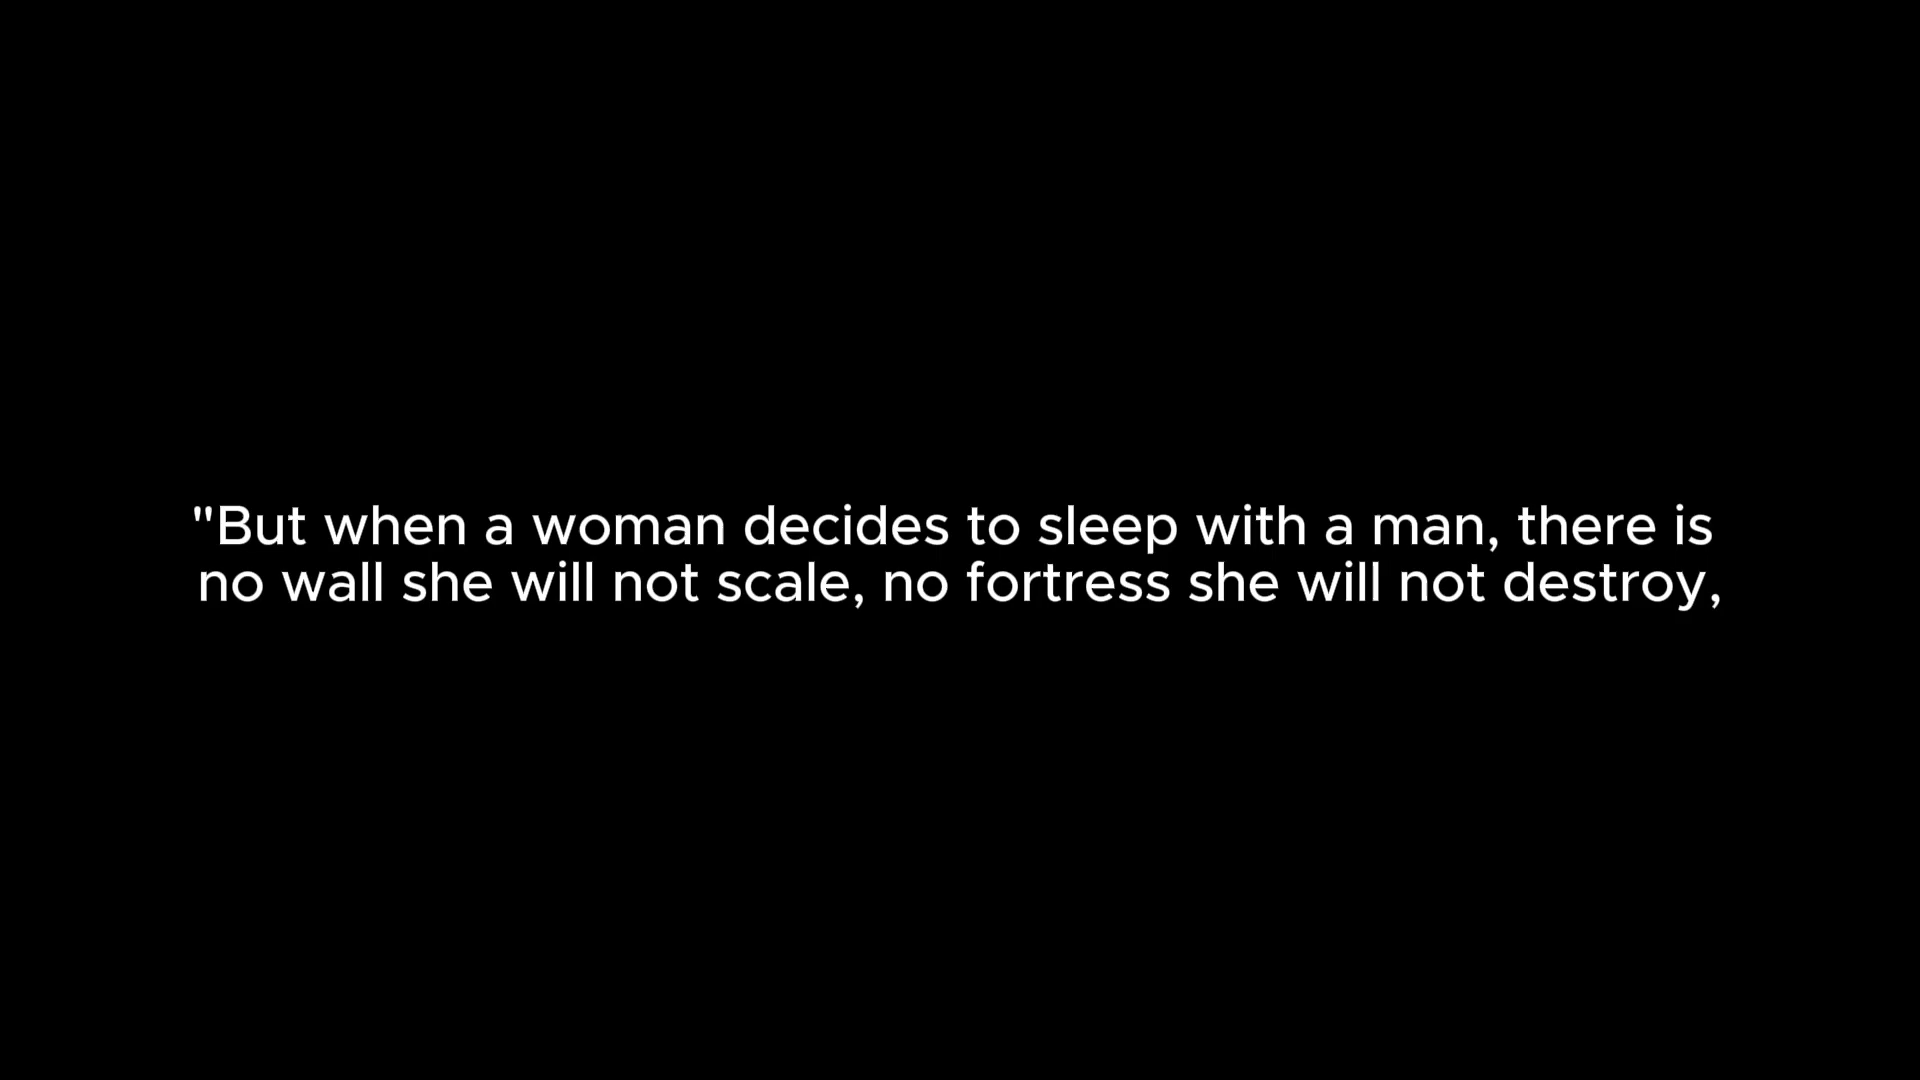 "But when a woman decides to sleep with a man, there is
no wall she will not scale, no fortress she will not destroy,